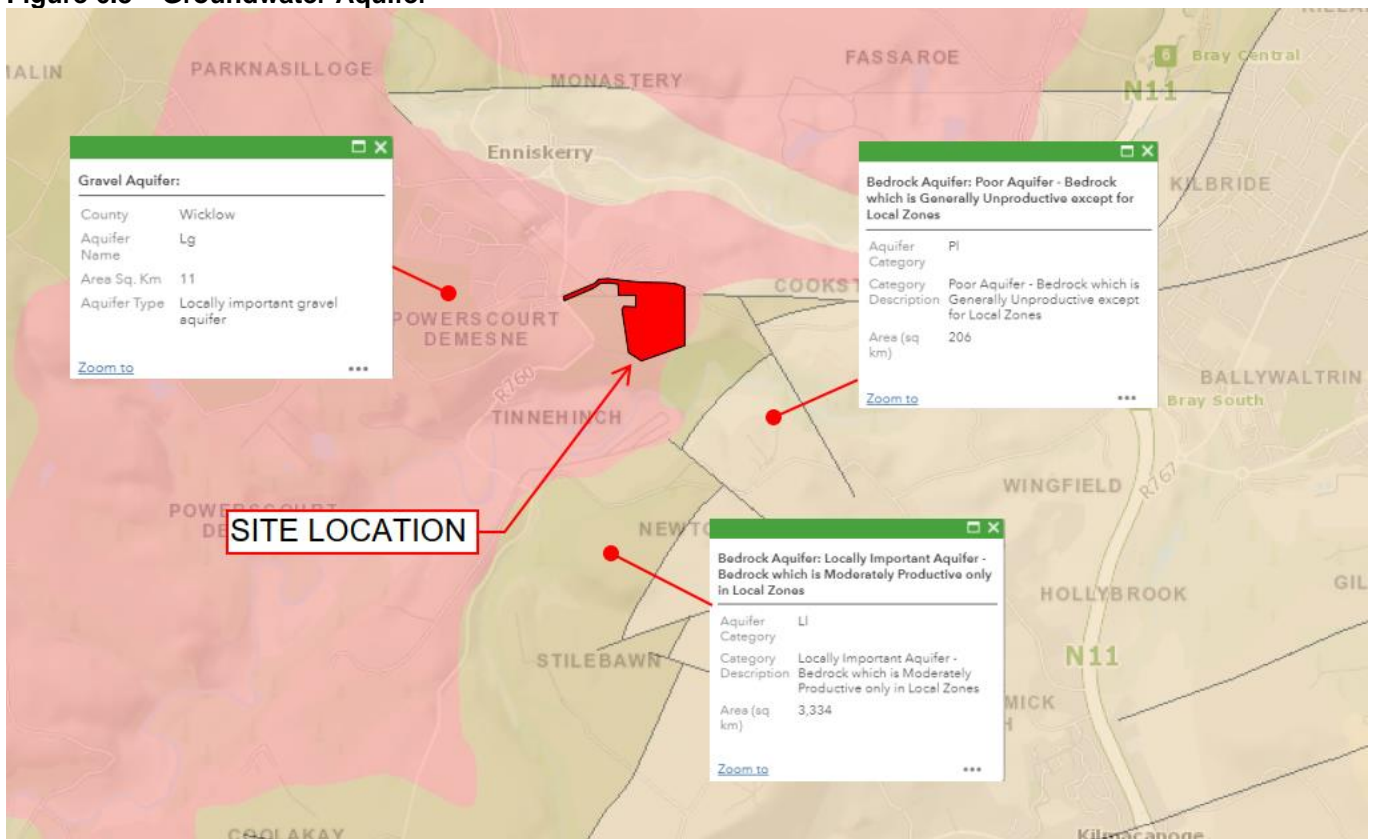 Figure 6.8 – Groundwater Aquifer
PARKNASILLOGE
MONASTERY
FASSAROE
6
Bray Central
N11
Enniskerry
KILBRIDE
Gravel Aquifer:
County Wicklow
Aquifer Name Lg
Area Sq. Km 11
Aquifer Type Locally important gravel
aquifer
Zoom to
•••
Bedrock Aquifer: Poor Aquifer - Bedrock
which is Generally Unproductive except for
Local Zones
Aquifer Category Pl
Category Description Poor Aquifer - Bedrock which is
Generally Unproductive except
for Local Zones
Area (sq km) 206
Zoom to
•••
COOKST
POWERSCOURT
DEMESNE
R760
TINNEHINCH
BALLYWALTRIN
Bray South
R767
WINGFIELD
SITE LOCATION
NEWTO
Bedrock Aquifer: Locally Important Aquifer -
Bedrock which is Moderately Productive only
in Local Zones
Aquifer Category Ll
Category Description Locally Important Aquifer -
Bedrock which is Moderately
Productive only in Local Zones
Area (sq km) 3,334
Zoom to
•••
HOLLYBROOK
GIL
N11
STILEBAWN
MICK
H
COOLAKAY
Kilmacanoge